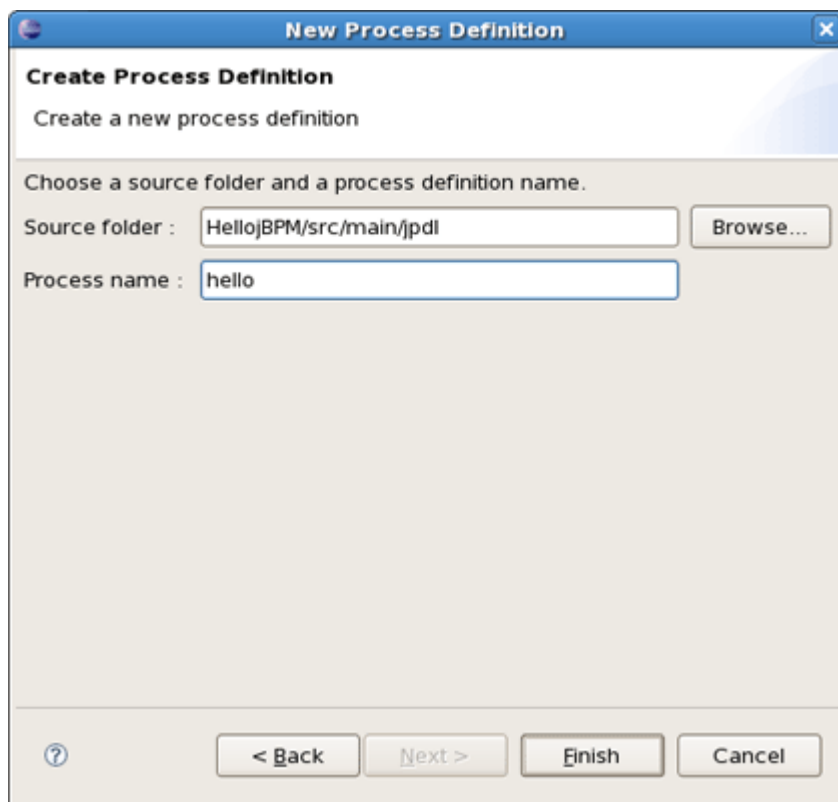 New Process Definition
Create Process Definition
Create a new process definition
Choose a source folder and a process definition name.
Source folder : HellojBPM/src/main/jpdl Browse...
Process name : hello
? < Back Next > Finish Cancel